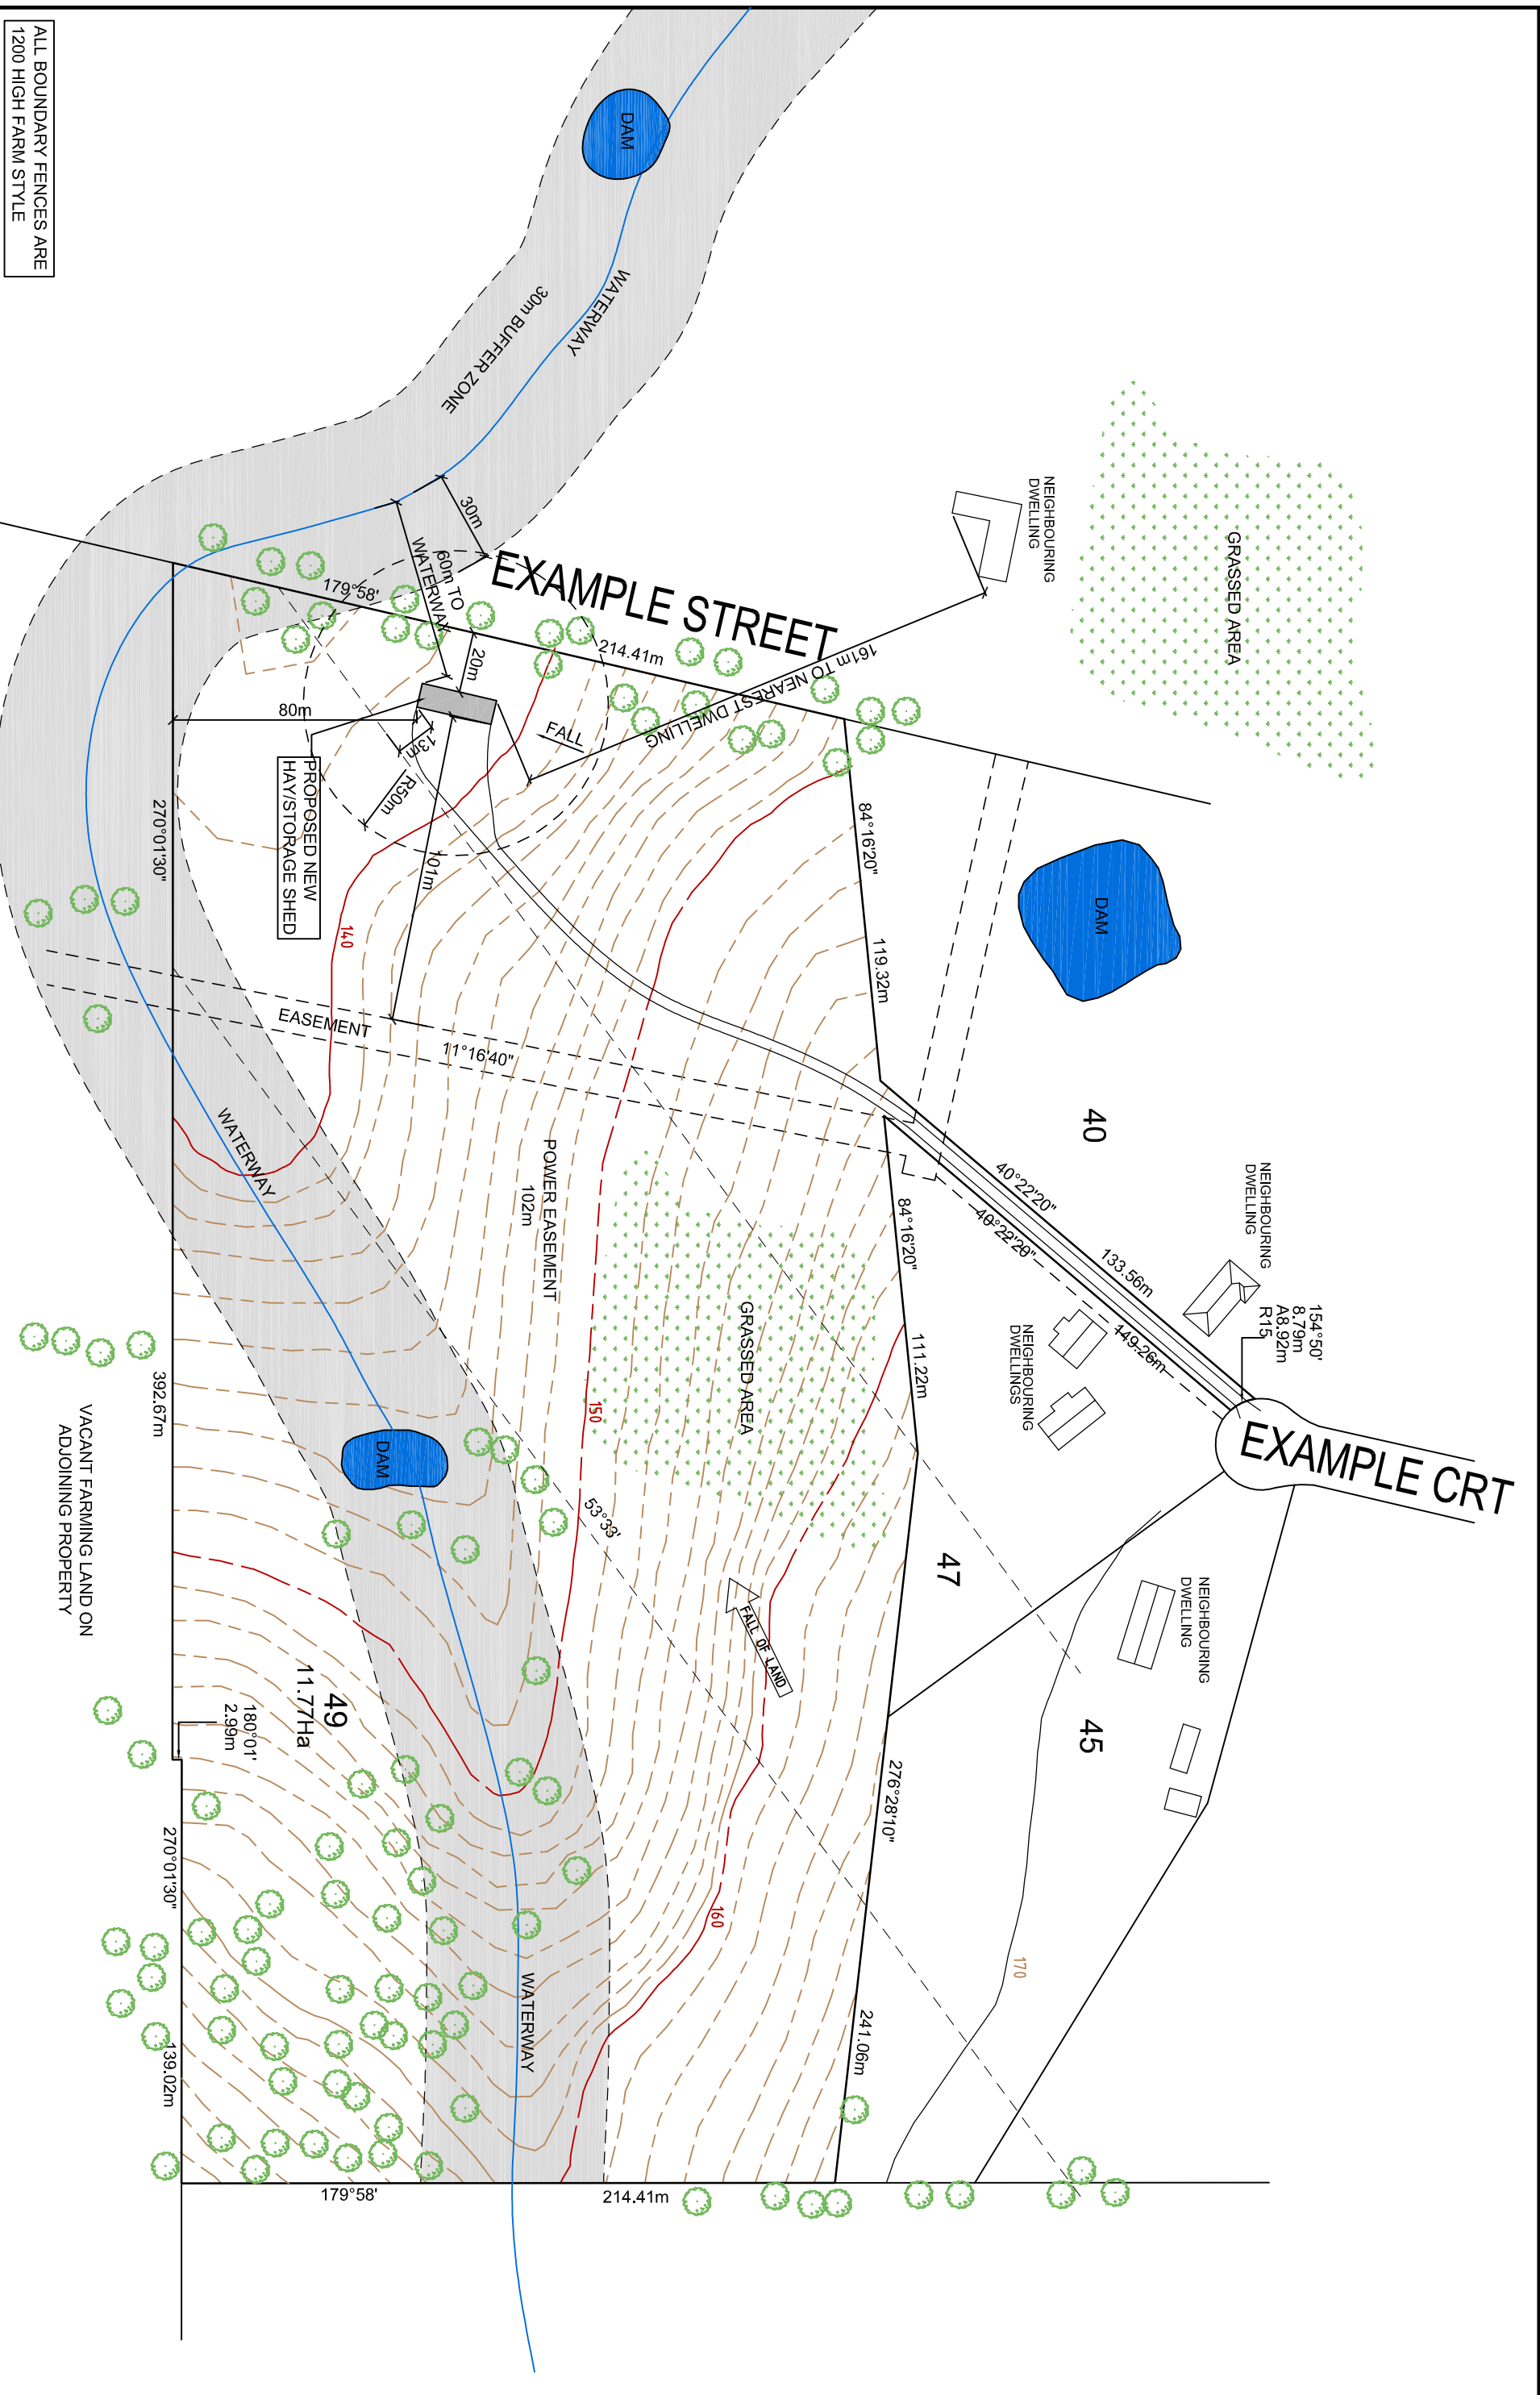 ALL BOUNDARY FENCES ARE
1200 HIGH FARM STYLE
DAM
WATERWAY
30m BUFFER ZONE
30m
60m TO
WATERWAY
EXAMPLE STREET
179°58'
214.41m
20m
80m
13m
R50m
101m
FALL
161m TO NEAREST DWELLING
PROPOSED NEW
HAY/STORAGE SHED
NEIGHBOURING
DWELLING
GRASSED AREA
DAM
84°16'20"
119.32m
40
270°01'30"
140
EASEMENT
11°16'40"
WATERWAY
POWER EASEMENT
102m
GRASSED AREA
150
84°16'20"
111.22m
40°22'20"
133.56m
40°22'20"
149.26m
NEIGHBOURING
DWELLING
154°50'
8.79m
A8.92m
R15
NEIGHBOURING
DWELLINGS
EXAMPLE CRT
392.67m
DAM
VACANT FARMING LAND ON
ADJOINING PROPERTY
53°33'
FALL OF LAND
47
NEIGHBOURING
DWELLING
45
49
11.77Ha
180°01'
2.99m
276°28'10"
270°01'30"
160
170
WATERWAY
241.06m
139.02m
179°58'
214.41m